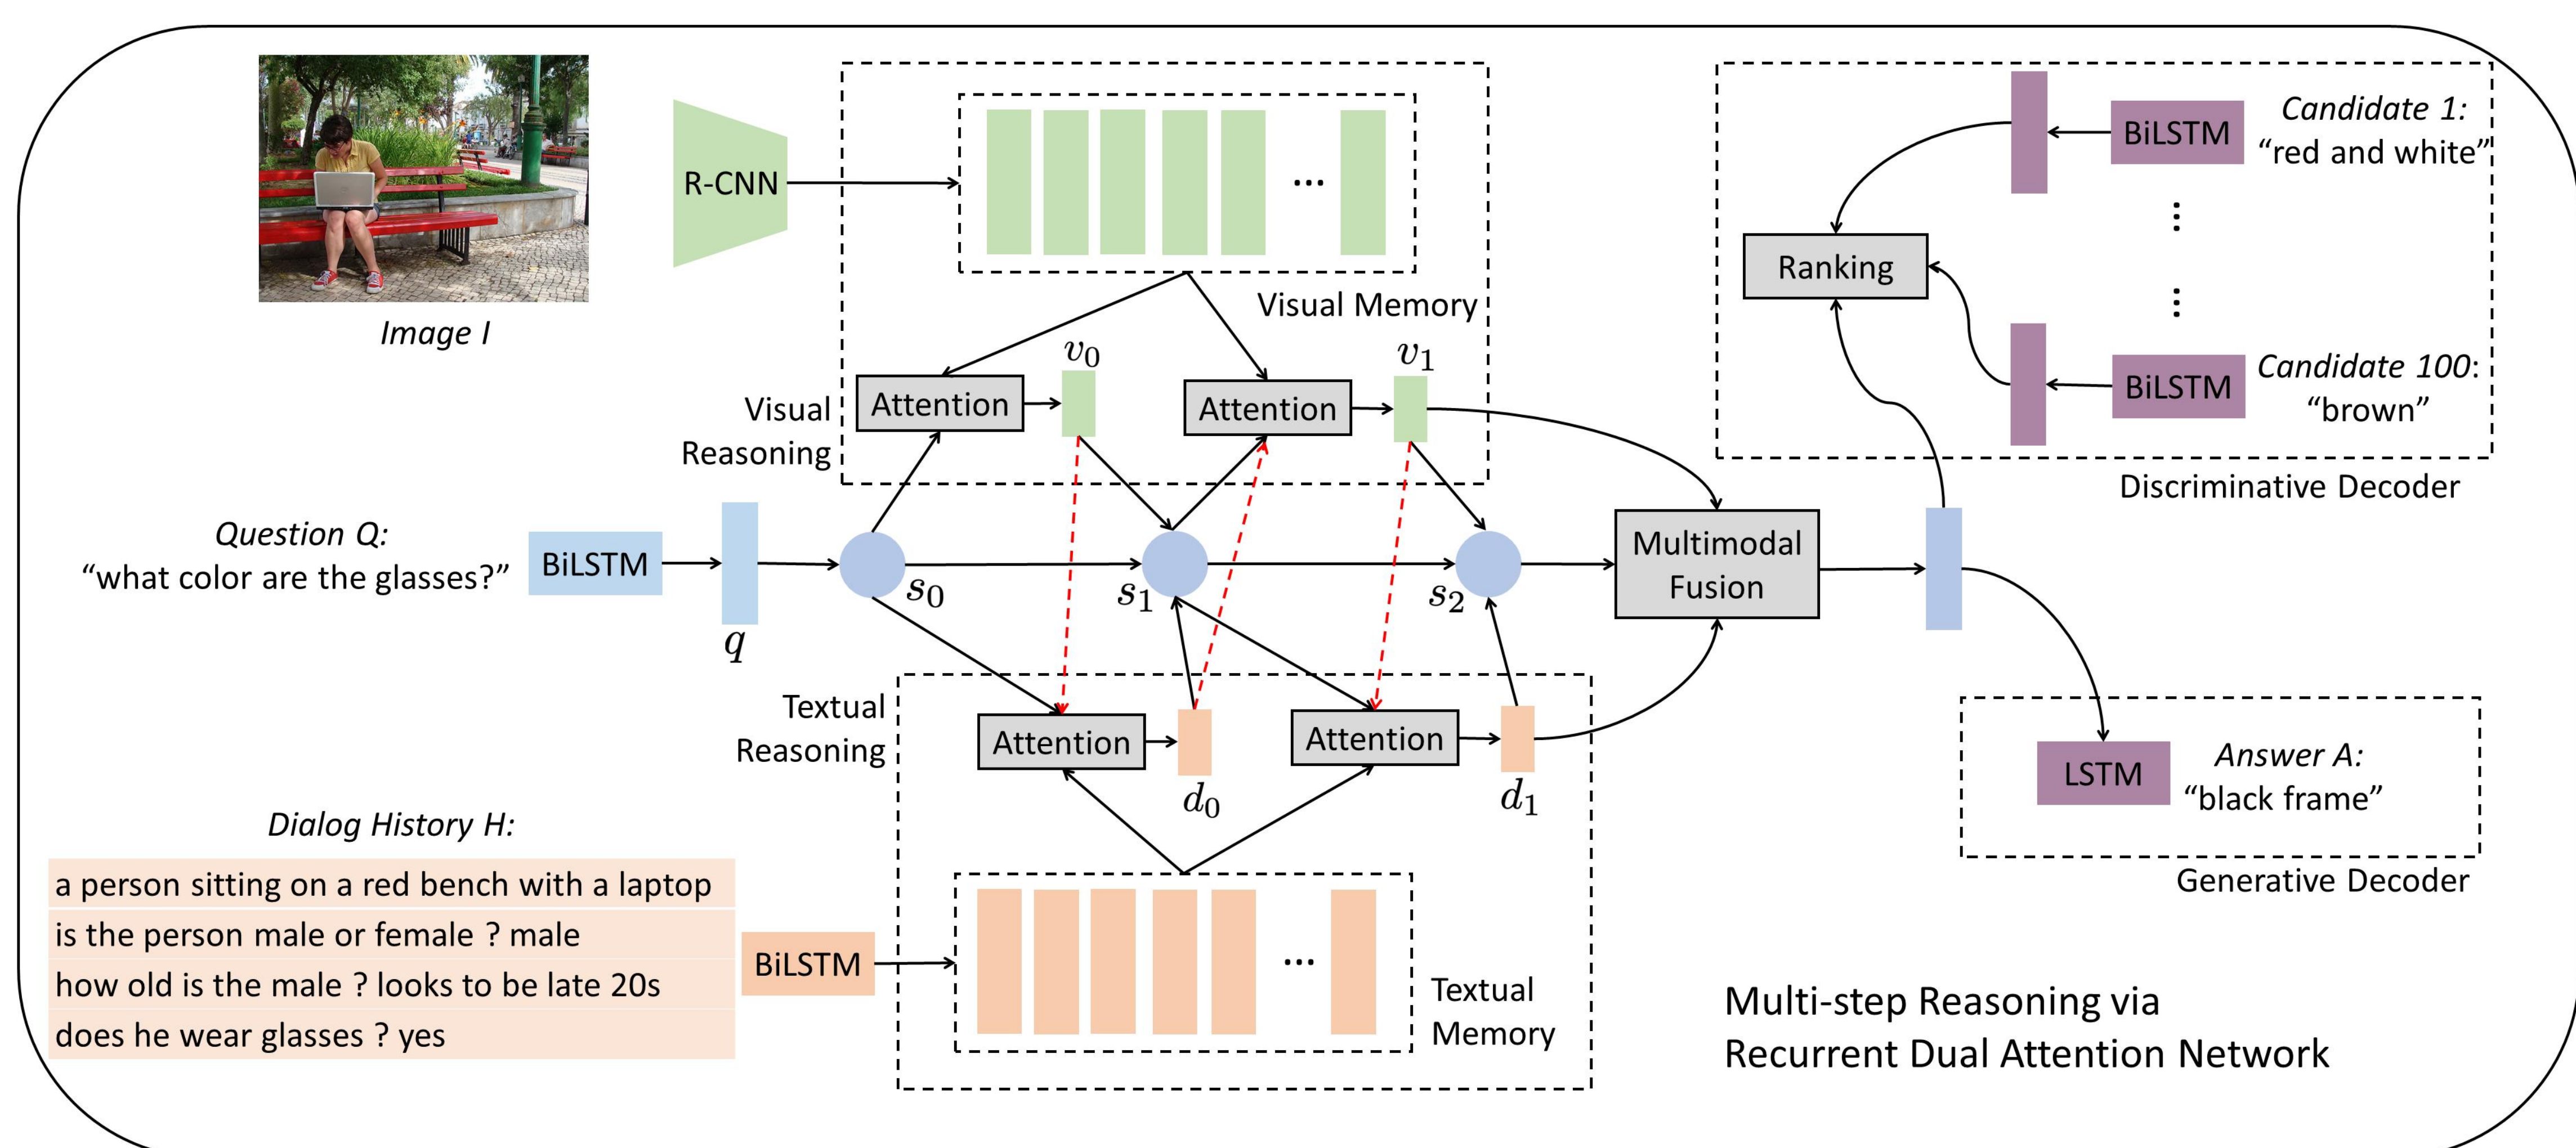 Image I
R-CNN
...
Visual Memory
Visual
Reasoning
Attention
v0
Attention
v1
Question Q:
“what color are the glasses?”
BiLSTM
q
s0
s1
s2
Multimodal
Fusion
Textual
Reasoning
Attention
d0
Attention
d1
Dialog History H:
a person sitting on a red bench with a laptop
is the person male or female ? male
how old is the male ? looks to be late 20s
does he wear glasses ? yes
BiLSTM
...
Textual
Memory
Ranking
BiLSTM
Candidate 1:
“red and white”
...
...
BiLSTM
Candidate 100:
“brown”
Discriminative Decoder
LSTM
Answer A:
“black frame”
Generative Decoder
Multi-step Reasoning via
Recurrent Dual Attention Network